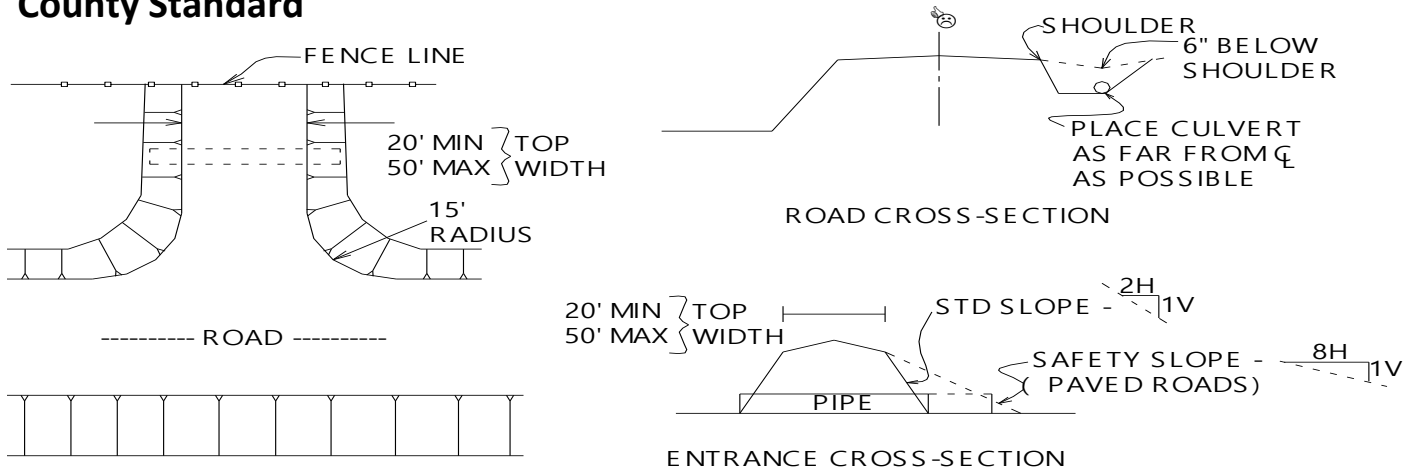 County Standard
FENCE LINE
20' MIN TOP
50' MAX WIDTH
15'
RADIUS
---------- ROAD ----------
SHOULDER
6" BELOW
SHOULDER
PLACE CULVERT
AS FAR FROM ℄
AS POSSIBLE
ROAD CROSS-SECTION
20' MIN TOP
50' MAX WIDTH
STD SLOPE -
2H
1V
SAFETY SLOPE -
( PAVED ROADS)
8H
1V
PIPE
ENTRANCE CROSS-SECTION